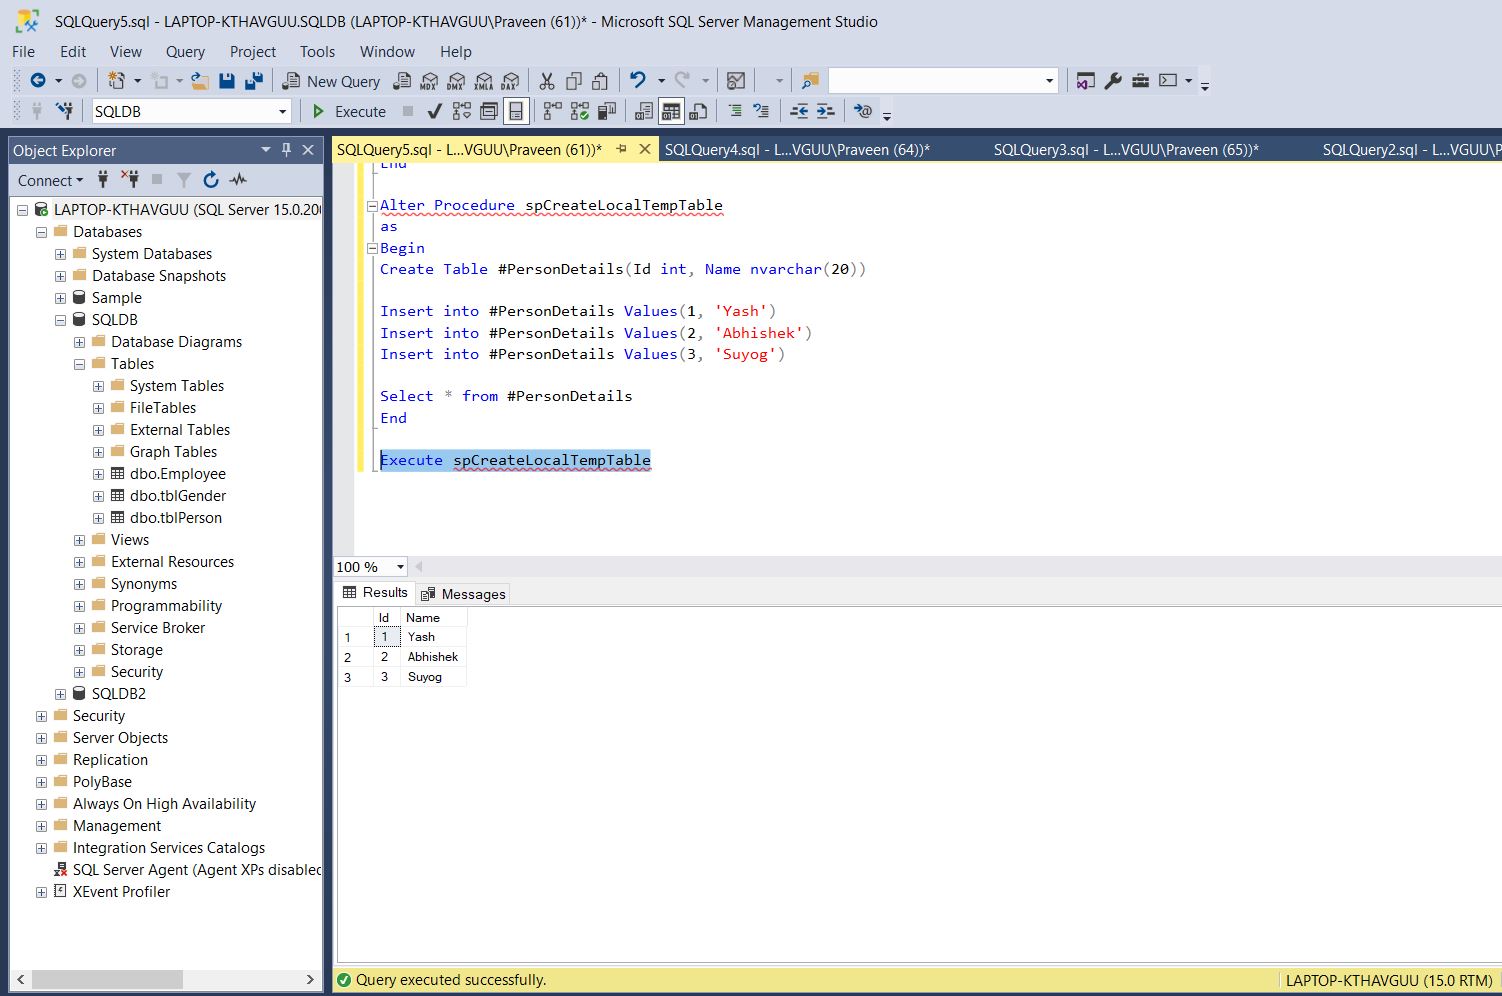 SQLQuery5.sql - LAPTOP-KTHAVGUU.SQLDB (LAPTOP-KTHAVGUU\Praveen (61))* - Microsoft SQL Server Management Studio
File Edit View Query Project Tools Window Help
New Query MDX DMX XMLA DAX
SQLDB Execute
Object Explorer
Connect
LAPTOP-KTHAVGUU (SQL Server 15.0.200
Databases
System Databases
Database Snapshots
Sample
SQLDB
Database Diagrams
Tables
System Tables
FileTables
External Tables
Graph Tables
dbo.Employee
dbo.tblGender
dbo.tblPerson
Views
External Resources
Synonyms
Programmability
Service Broker
Storage
Security
SQLDB2
Security
Server Objects
Replication
PolyBase
Always On High Availability
Management
Integration Services Catalogs
SQL Server Agent (Agent XPs disabled
XEvent Profiler
SQLQuery5.sql - L...VGUU\Praveen (61))* SQLQuery4.sql - L...VGUU\Praveen (64))* SQLQuery3.sql - L...VGUU\Praveen (65))* SQLQuery2.sql - L...VGUU\P
End
Alter Procedure spCreateLocalTempTable
as
Begin
Create Table #PersonDetails(Id int, Name nvarchar(20))
Insert into #PersonDetails Values(1, 'Yash')
Insert into #PersonDetails Values(2, 'Abhishek')
Insert into #PersonDetails Values(3, 'Suyog')
Select * from #PersonDetails
End
Execute spCreateLocalTempTable
100 %
Results Messages
Id Name
1 1 Yash
2 2 Abhishek
3 3 Suyog
Query executed successfully. LAPTOP-KTHAVGUU (15.0 RTM)